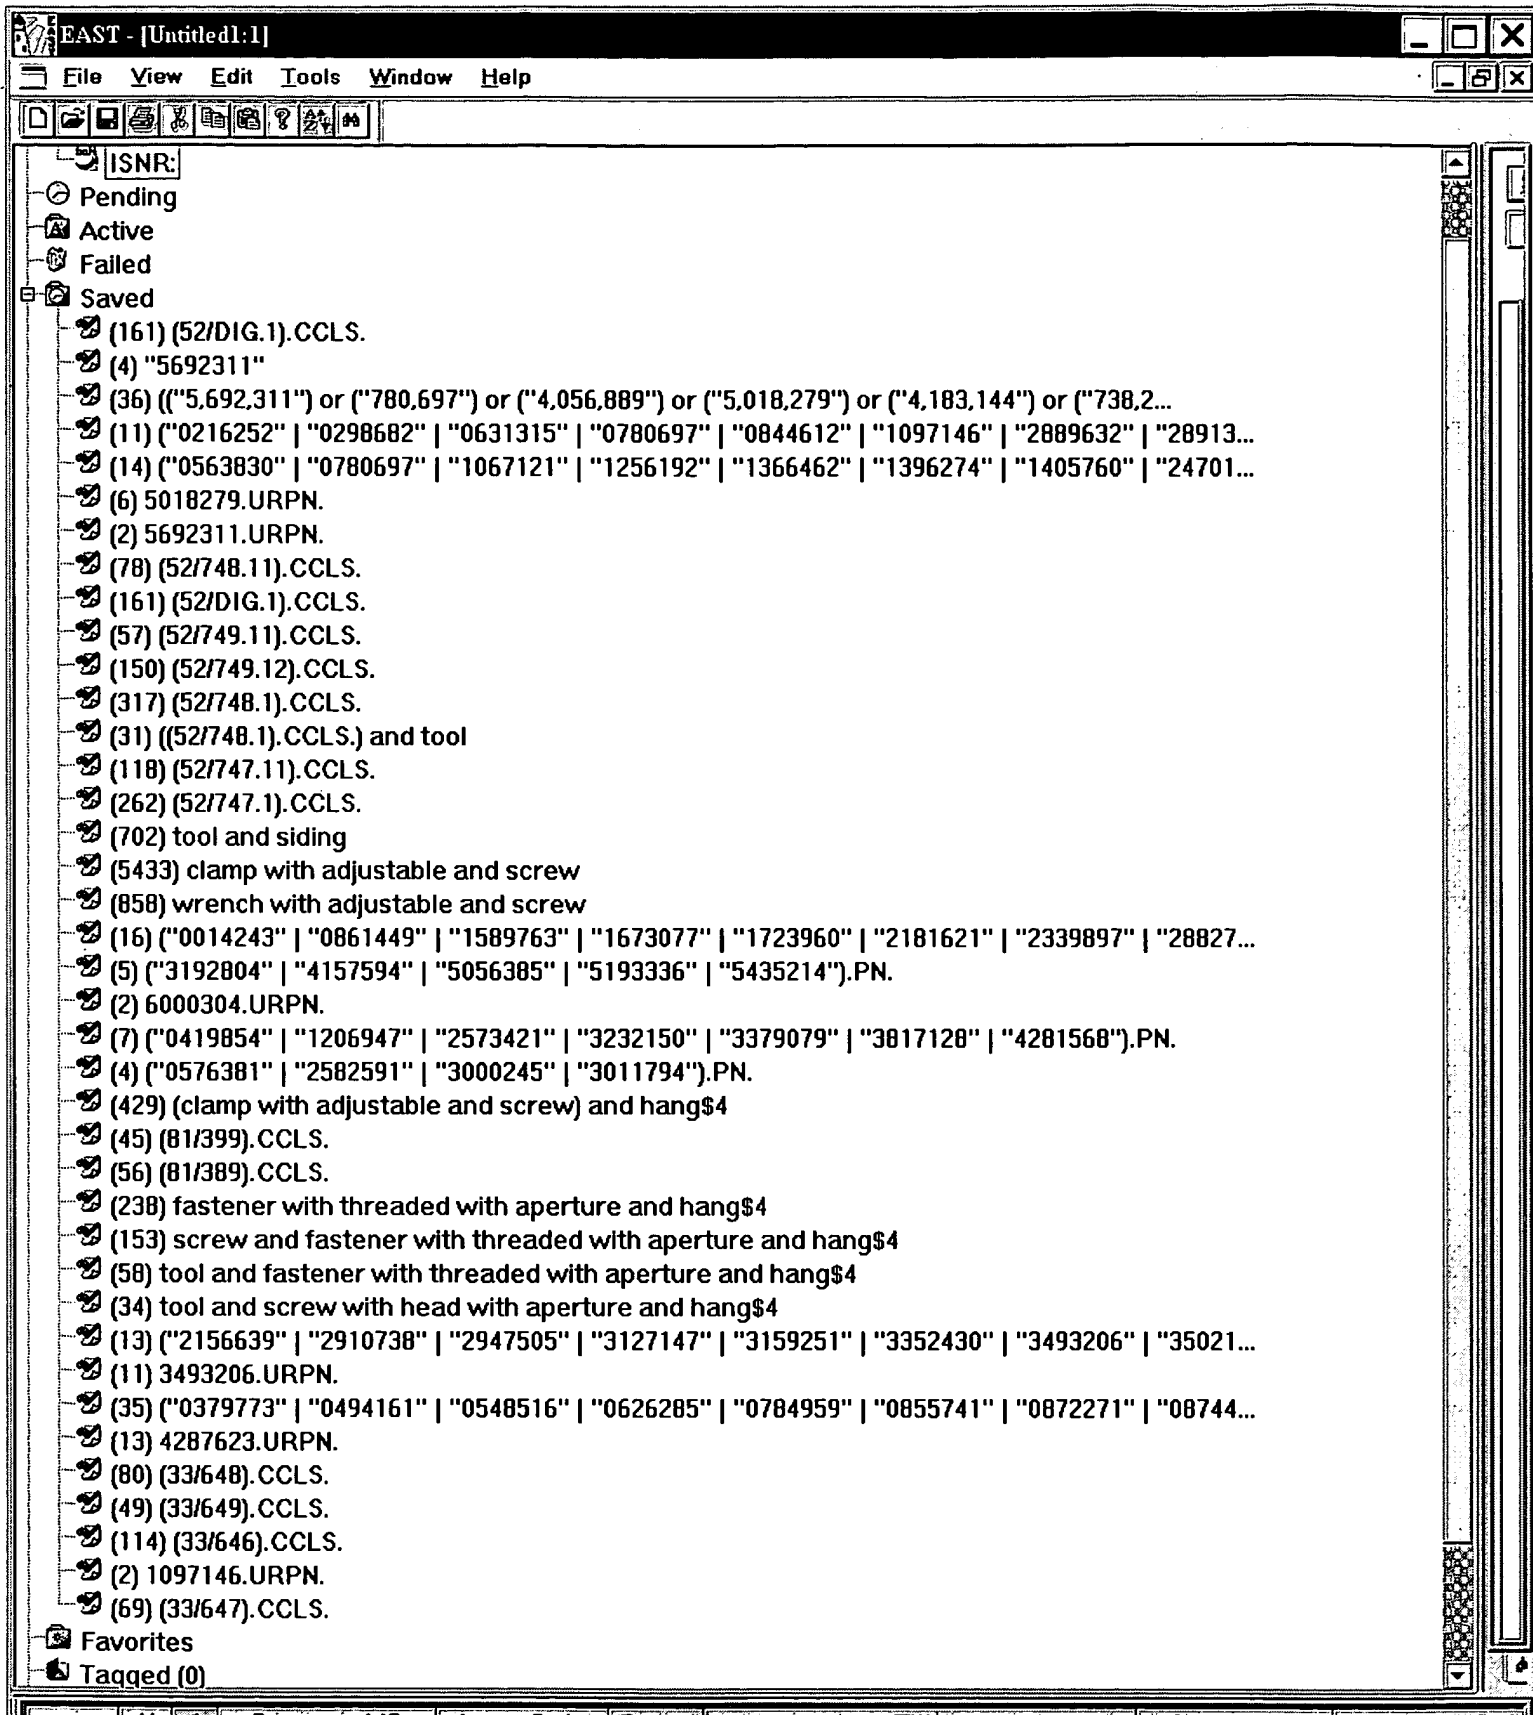 EAST - [Untitled1:1]
File View Edit Tools Window Help
ISNR:
Pending
Active
Failed
Saved
(161) (52/DIG.1).CCLS.
(4) "5692311"
(36) (("5,692,311") or ("780,697") or ("4,056,889") or ("5,018,279") or ("4,183,144") or ("738,2...
(11) ("0216252" | "0298682" | "0631315" | "0780697" | "0844612" | "1097146" | "2889632" | "28913...
(14) ("0563830" | "0780697" | "1067121" | "1256192" | "1366462" | "1396274" | "1405760" | "24701...
(6) 5018279.URPN.
(2) 5692311.URPN.
(78) (52/748.11).CCLS.
(161) (52/DIG.1).CCLS.
(57) (52/749.11).CCLS.
(150) (52/749.12).CCLS.
(317) (52/748.1).CCLS.
(31) ((52/748.1).CCLS.) and tool
(118) (52/747.11).CCLS.
(262) (52/747.1).CCLS.
(702) tool and siding
(5433) clamp with adjustable and screw
(858) wrench with adjustable and screw
(16) ("0014243" | "0861449" | "1589763" | "1673077" | "1723960" | "2181621" | "2339897" | "28827...
(5) ("3192804" | "4157594" | "5056385" | "5193336" | "5435214").PN.
(2) 6000304.URPN.
(7) ("0419854" | "1206947" | "2573421" | "3232150" | "3379079" | "3817128" | "4281568").PN.
(4) ("0576381" | "2582591" | "3000245" | "3011794").PN.
(429) (clamp with adjustable and screw) and hang$4
(45) (81/399).CCLS.
(56) (81/389).CCLS.
(238) fastener with threaded with aperture and hang$4
(153) screw and fastener with threaded with aperture and hang$4
(58) tool and fastener with threaded with aperture and hang$4
(34) tool and screw with head with aperture and hang$4
(13) ("2156639" | "2910738" | "2947505" | "3127147" | "3159251" | "3352430" | "3493206" | "35021...
(11) 3493206.URPN.
(35) ("0379773" | "0494161" | "0548516" | "0626285" | "0784959" | "0855741" | "0872271" | "08744...
(13) 4287623.URPN.
(80) (33/648).CCLS.
(49) (33/649).CCLS.
(114) (33/646).CCLS.
(2) 1097146.URPN.
(69) (33/647).CCLS.
Favorites
Tagged (0)